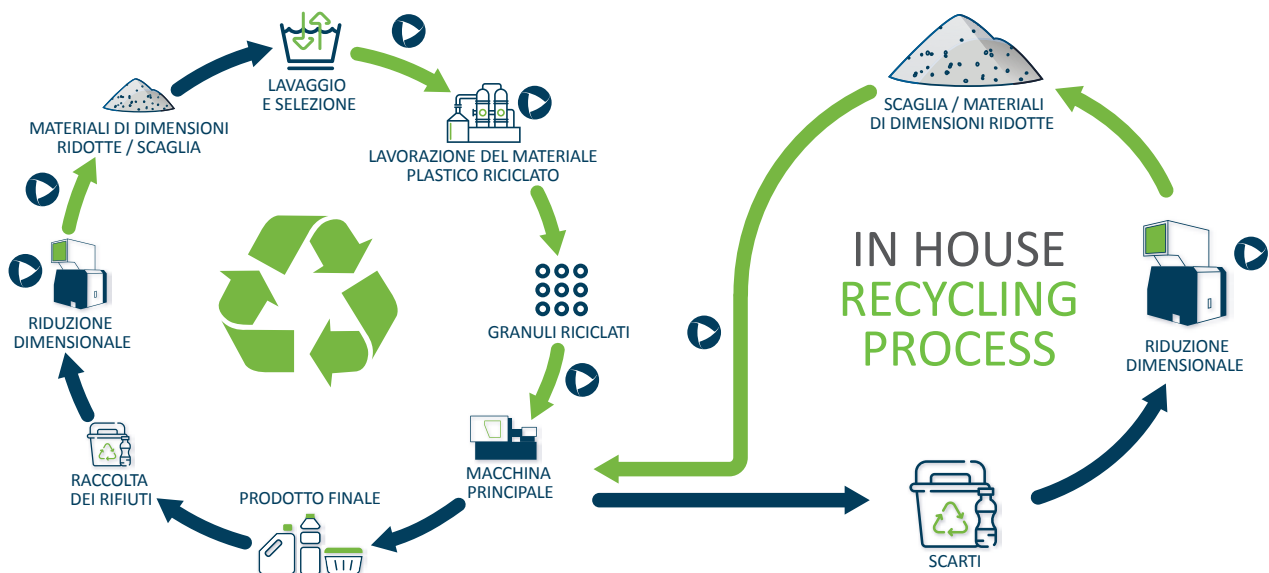 LAVAGGIO
E SELEZIONE
MATERIALI DI DIMENSIONI
RIDOTTE / SCAGLIA
LAVORAZIONE DEL MATERIALE
PLASTICO RICICLATO
RIDUZIONE
DIMENSIONALE
GRANULI RICICLATI
RACCOLTA
DEI RIFIUTI
PRODOTTO FINALE
MACCHINA
PRINCIPALE
SCAGLIA / MATERIALI
DI DIMENSIONI RIDOTTE
IN HOUSE
RECYCLING
PROCESS
RIDUZIONE
DIMENSIONALE
SCARTI